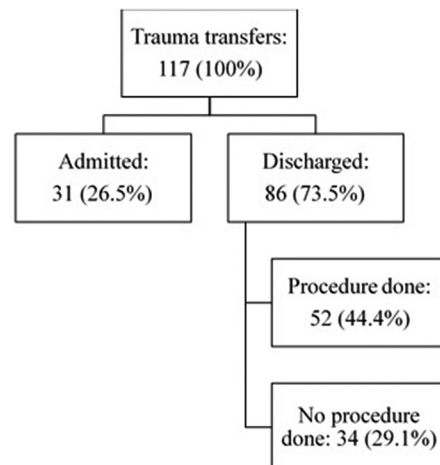 Trauma transfers:
117 (100%)
Admitted:
31 (26.5%)
Discharged:
86 (73.5%)
Procedure done:
52 (44.4%)
No procedure
done: 34 (29.1%)